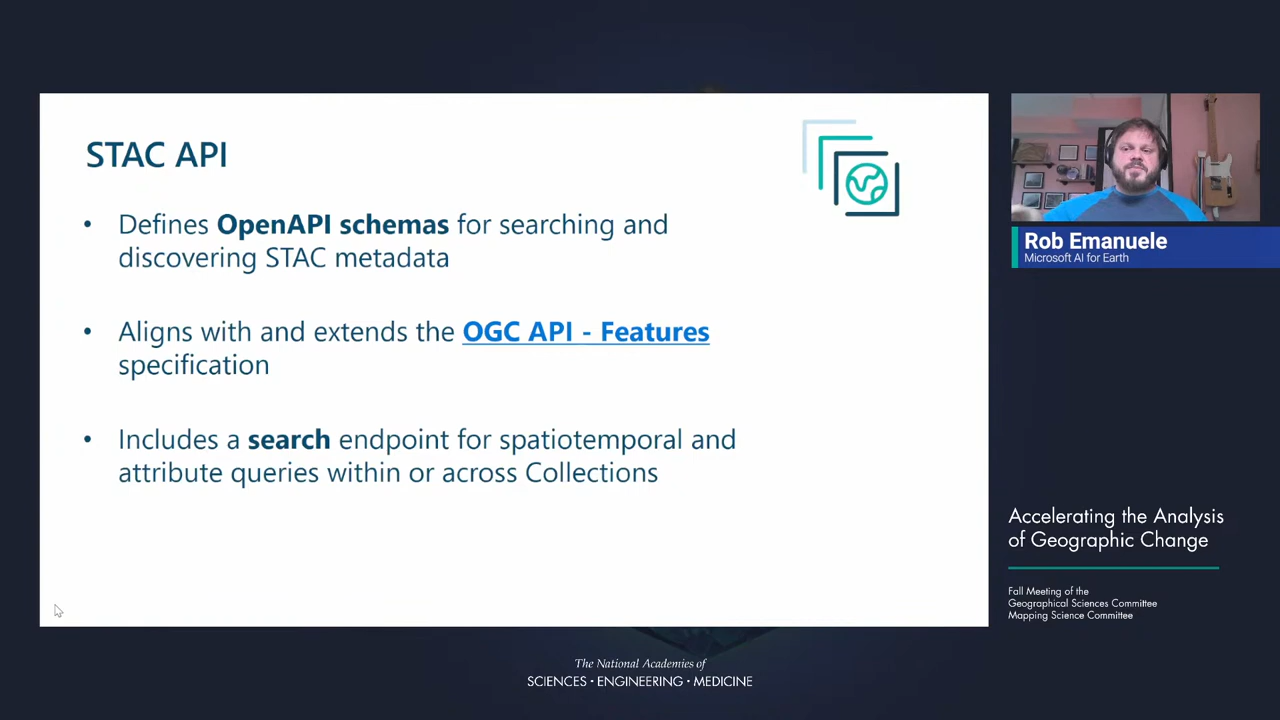 STAC API
• Defines OpenAPI schemas for searching and
discovering STAC metadata
• Aligns with and extends the OGC API - Features
specification
• Includes a search endpoint for spatiotemporal and
attribute queries within or across Collections
Rob Emanuele
Microsoft AI for Earth
Accelerating the Analysis
of Geographic Change
Fall Meeting of the
Geographical Sciences Committee
Mapping Science Committee
The National Academies of
SCIENCES • ENGINEERING • MEDICINE